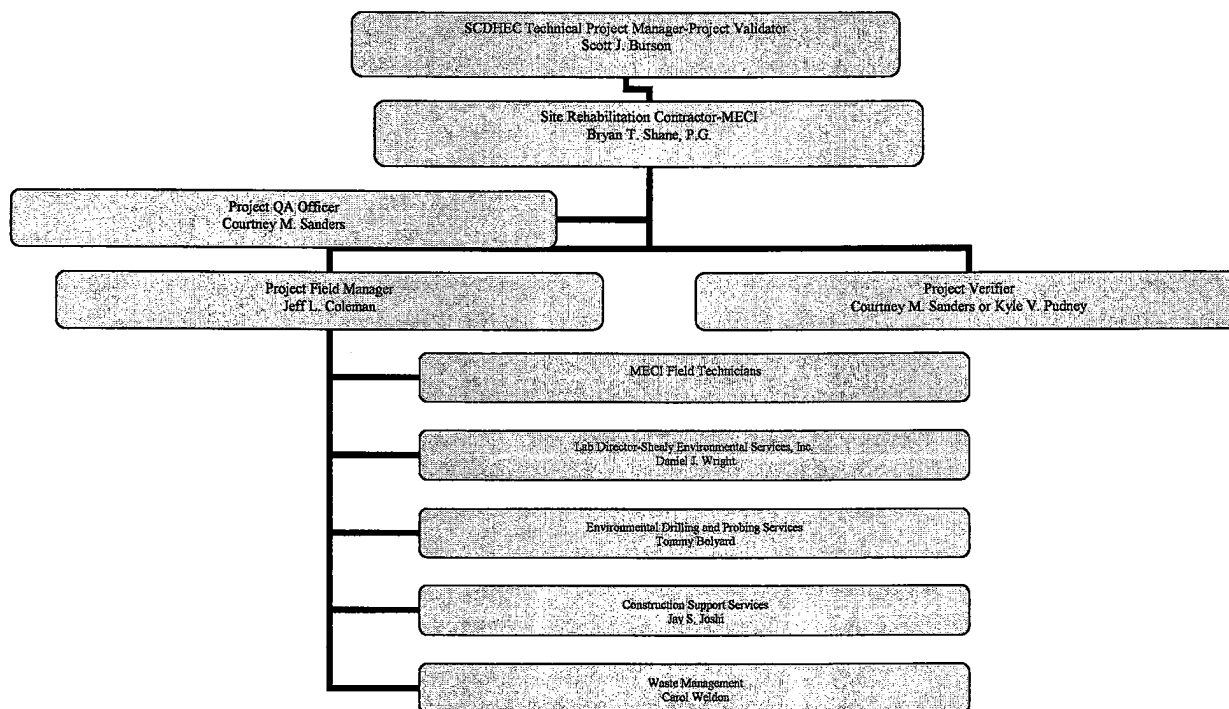 SCDHEC Technical Project Manager-Project Validator
Scott J. Burson
Site Rehabilitation Contractor-MECI
Bryan T. Shane, P.G.
Project QA Officer
Courtney M. Sanders
Project Field Manager
Jeff L. Coleman
Project Verifier
Courtney M. Sanders or Kyle V. Pudney
MECI Field Technicians
Lab Director-Shealy Environmental Services, Inc.
Daniel J. Wright
Environmental Drilling and Probing Services
Tommy Bolyard
Construction Support Services
Jay S. Joshi
Waste Management
Carol Weldon